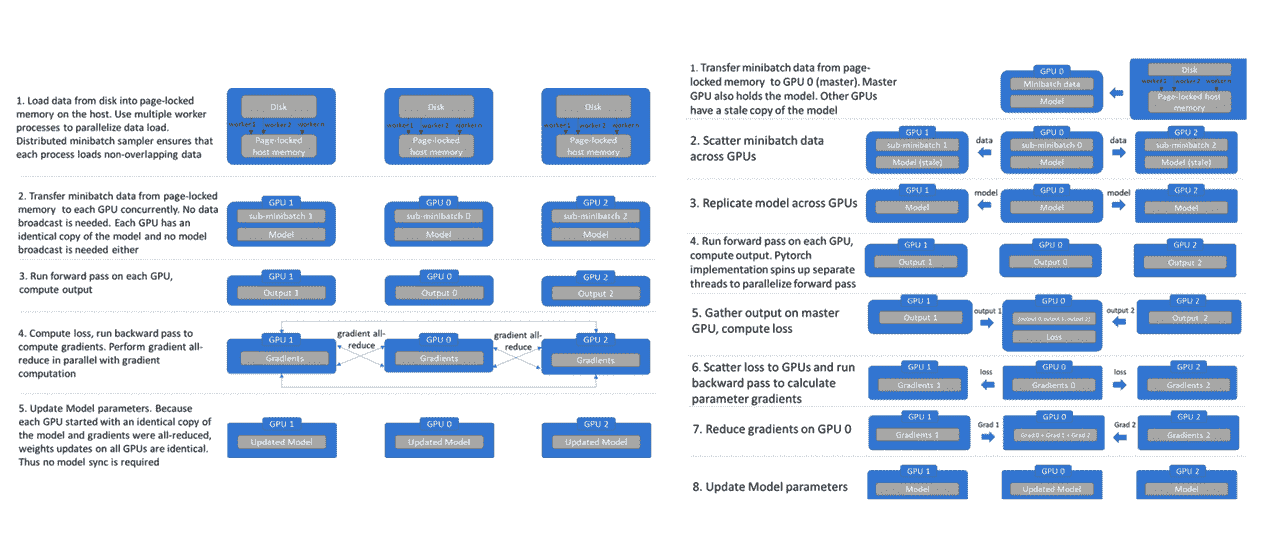 1. Load data from disk into page-locked
memory on the host. Use multiple worker
processes to parallelize data load.
Distributed minibatch sampler ensures that
each process loads non-overlapping data
Disk
worker1 worker2 workern
Page-locked
host memory
Disk
worker1 worker2 workern
Page-locked
host memory
Disk
worker1 worker2 workern
Page-locked
host memory
2. Transfer minibatch data from page-locked
memory to each GPU concurrently. No data
broadcast is needed. Each GPU has an
identical copy of the model and no model
broadcast is needed either
GPU 1
sub-minibatch 1
Model
GPU 0
sub-minibatch 0
Model
GPU 2
sub-minibatch 2
Model
3. Run forward pass on each GPU,
compute output
GPU 1
Output 1
GPU 0
Output 0
GPU 2
Output 2
4. Compute loss, run backward pass to
compute gradients. Perform gradient all-
reduce in parallel with gradient
computation
GPU 1
Gradients
gradient all-
reduce
GPU 0
Gradients
gradient all-
reduce
GPU 2
Gradients
5. Update Model parameters. Because
each GPU started with an identical copy of
the model and gradients were all-reduced,
weights updates on all GPUs are identical.
Thus no model sync is required
GPU 1
Updated Model
GPU 0
Updated Model
GPU 2
Updated Model
1. Transfer minibatch data from page-
locked memory to GPU 0 (master). Master
GPU also holds the model. Other GPUs
have a stale copy of the model
GPU 0
Minibatch data
Model
Disk
worker1 worker2 workern
Page-locked host
memory
2. Scatter minibatch data
across GPUs
GPU 1
sub-minibatch 1
Model (stale)
data
GPU 0
sub-minibatch 0
Model
data
GPU 2
sub-minibatch 2
Model (stale)
3. Replicate model across GPUs
GPU 1
Model
model
GPU 0
Model
model
GPU 2
Model
4. Run forward pass on each GPU,
compute output. Pytorch
implementation spins up separate
threads to parallelize forward pass
GPU 1
Output 1
GPU 0
Output 0
GPU 2
Output 2
5. Gather output on master
GPU, compute loss
GPU 1
Output 1
output 1
GPU 0
(output 0, output 1, output 2)
Loss
output 2
GPU 2
Output 2
6. Scatter loss to GPUs and run
backward pass to calculate
parameter gradients
GPU 1
Gradients 1
loss
GPU 0
Gradients 0
loss
GPU 2
Gradients 2
7. Reduce gradients on GPU 0
GPU 1
Gradients 1
Grad 1
GPU 0
Grad 0 + Grad 1 + Grad 2
Grad 2
GPU 2
Gradients 2
8. Update Model parameters
GPU 1
Model
GPU 0
Updated Model
GPU 2
Model